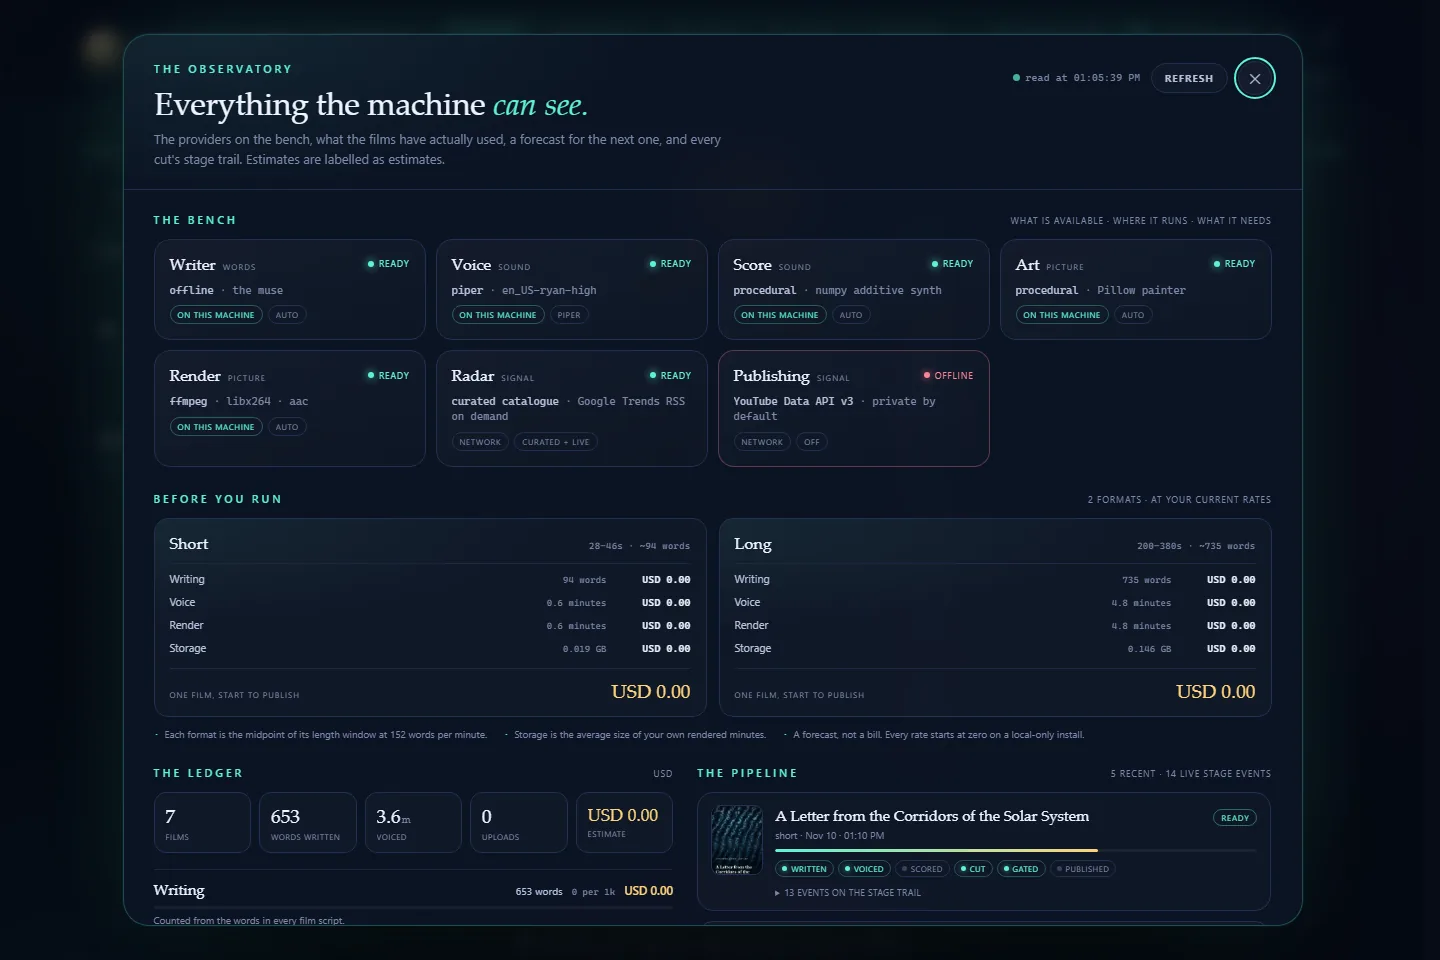 THE OBSERVATORY
Everything the machine can see.
The providers on the bench, what the films have actually used, a forecast for the next one, and every
cut's stage trail. Estimates are labelled as estimates.
read at 01:05:39 PM
REFRESH
THE BENCH
WHAT IS AVAILABLE · WHERE IT RUNS · WHAT IT NEEDS
Writer WORDS READY
offline · the muse
ON THIS MACHINE AUTO
Voice SOUND READY
piper · en_US-ryan-high
ON THIS MACHINE PIPER
Score SOUND READY
procedural · numpy additive synth
ON THIS MACHINE AUTO
Art PICTURE READY
procedural · Pillow painter
ON THIS MACHINE AUTO
Render PICTURE READY
ffmpeg · libx264 · aac
ON THIS MACHINE AUTO
Radar SIGNAL READY
curated catalogue · Google Trends RSS
on demand
NETWORK CURATED + LIVE
Publishing SIGNAL OFFLINE
YouTube Data API v3 · private by
default
NETWORK OFF
BEFORE YOU RUN
2 FORMATS · AT YOUR CURRENT RATES
Short 28–46s · ~94 words
Writing 94 words USD 0.00
Voice 0.6 minutes USD 0.00
Render 0.6 minutes USD 0.00
Storage 0.019 GB USD 0.00
ONE FILM, START TO PUBLISH USD 0.00
Long 200–380s · ~735 words
Writing 735 words USD 0.00
Voice 4.8 minutes USD 0.00
Render 4.8 minutes USD 0.00
Storage 0.146 GB USD 0.00
ONE FILM, START TO PUBLISH USD 0.00
· Each format is the midpoint of its length window at 152 words per minute. · Storage is the average size of your own rendered minutes. · A forecast, not a bill. Every rate starts at zero on a local-only install.
THE LEDGER USD
7
FILMS
653
WORDS WRITTEN
3.6m
VOICED
0
UPLOADS
USD 0.00
ESTIMATE
Writing 653 words 0 per 1k USD 0.00
Counted from the words in every film script.
THE PIPELINE 5 RECENT · 14 LIVE STAGE EVENTS
A Letter from the Corridors of the Solar System READY
short · Nov 10 · 01:10 PM
WRITTEN VOICED SCORED CUT GATED PUBLISHED
▸ 13 EVENTS ON THE STAGE TRAIL
A Letter from the
Corridors of the